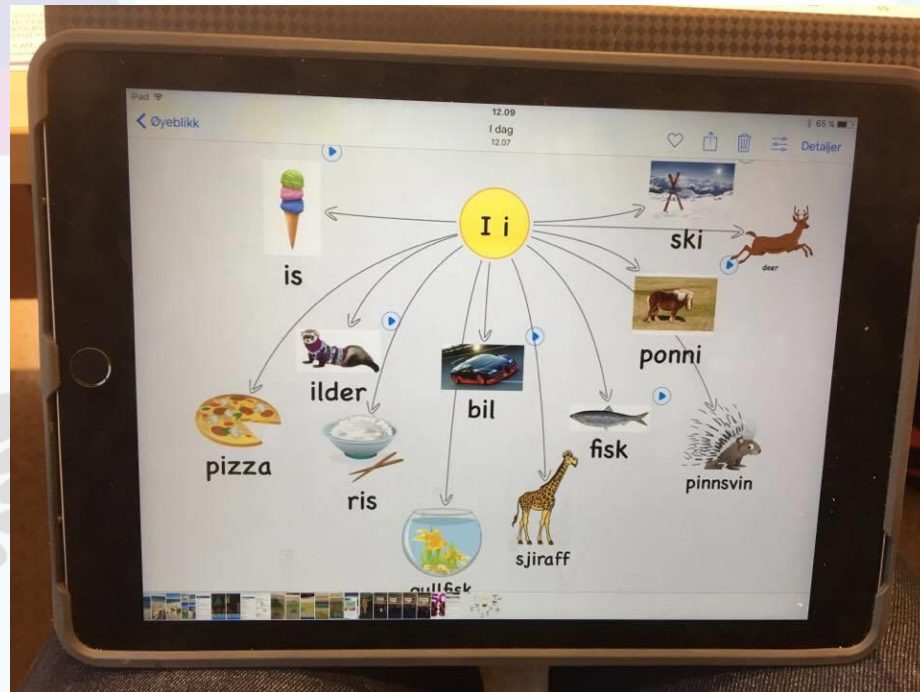 iPad
12.09
65 %
Øyeblikk
I dag
12.07
Detaljer
I i
is
ski
deer
ilder
bil
ponni
pizza
ris
fisk
pinnsvin
sjiraff
gullfisk